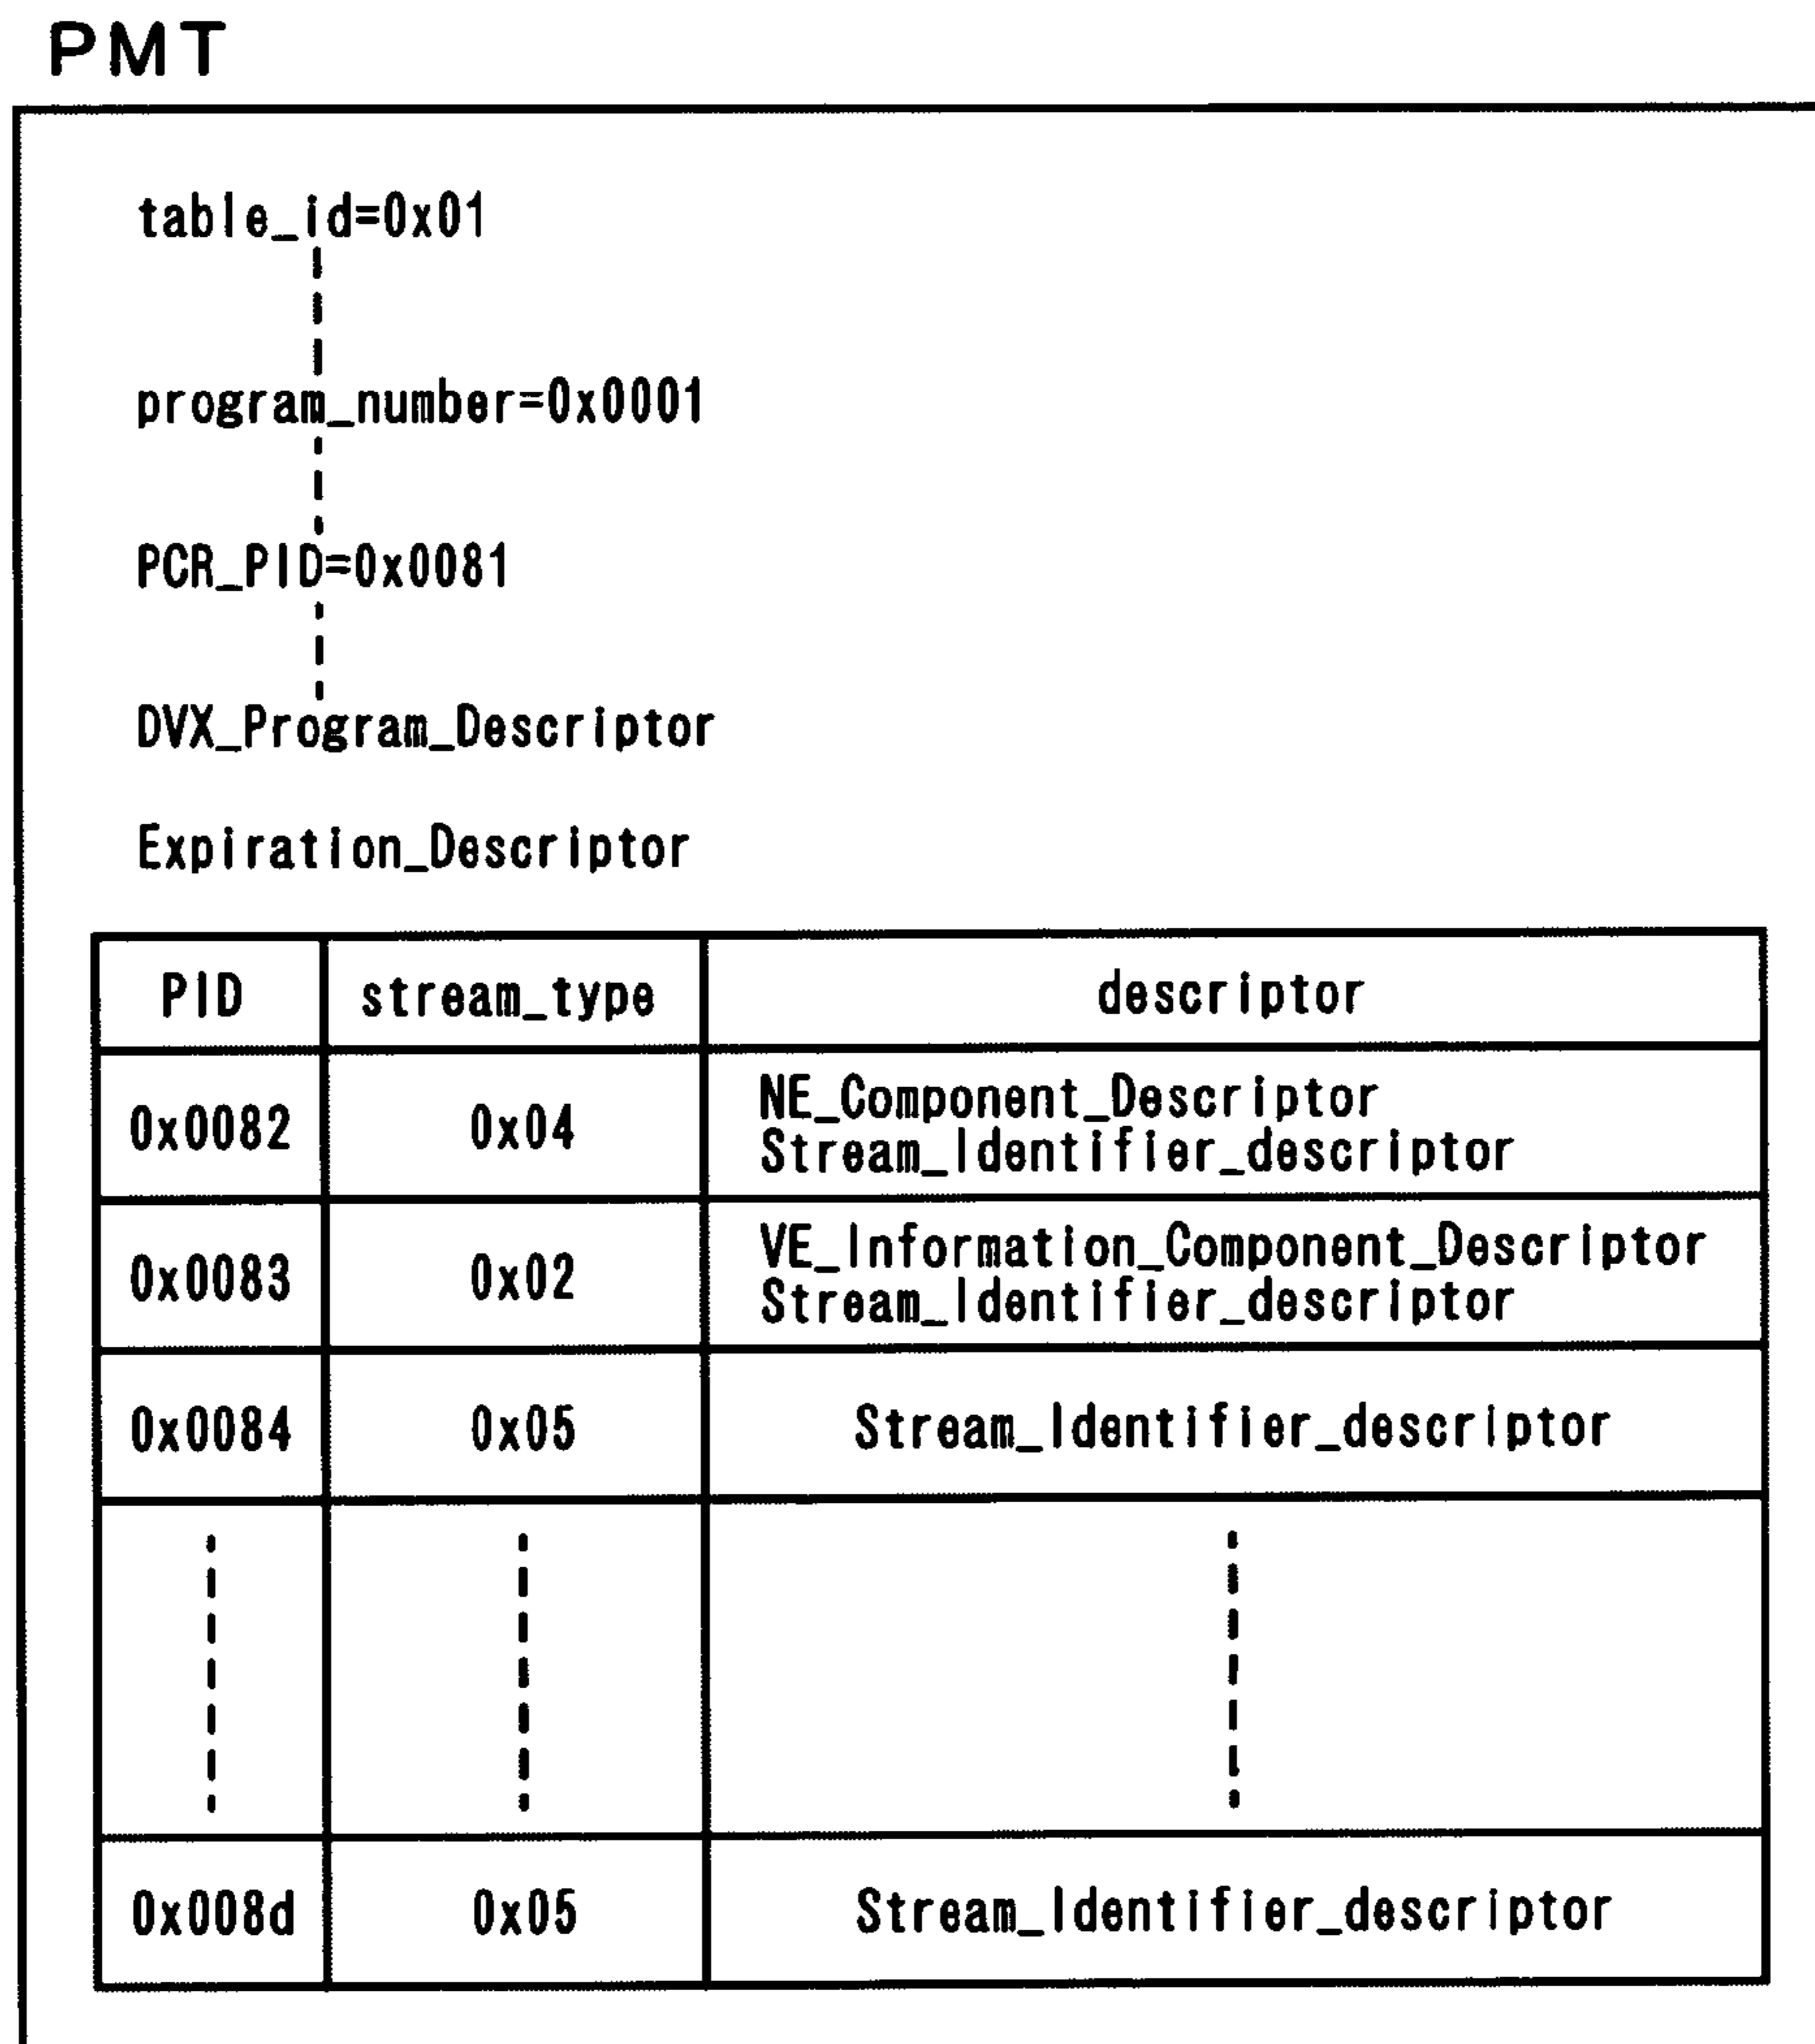 PMT
table_id=0x01
program_number=0x0001
PCR_PID=0x0081
DVX_Program_Descriptor
Expiration_Descriptor
PID stream_type descriptor
0x0082 0x04 NE_Component_Descriptor
Stream_Identifier_descriptor
0x0083 0x02 VE_Information_Component_Descriptor
Stream_Identifier_descriptor
0x0084 0x05 Stream_Identifier_descriptor
0x008d 0x05 Stream_Identifier_descriptor